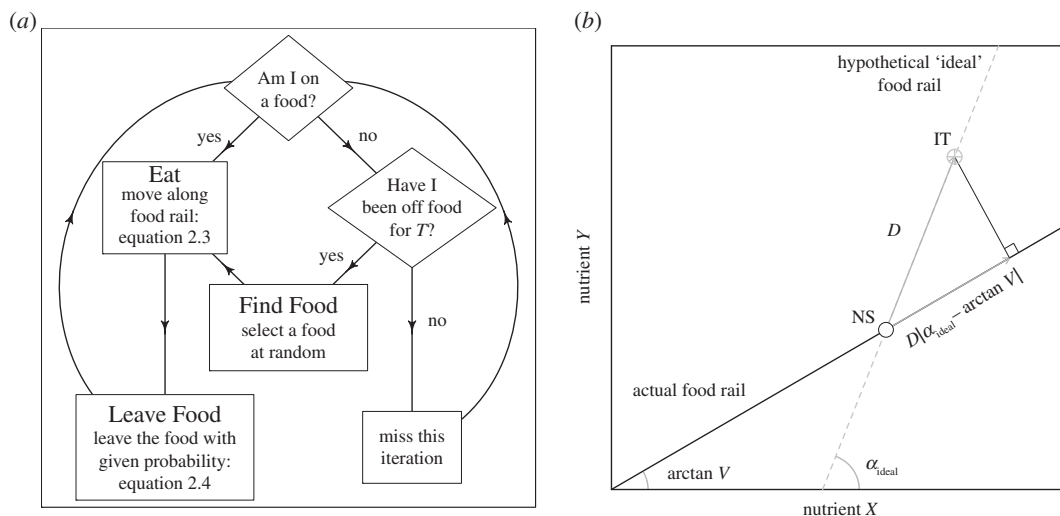 (a)
Am I on
a food?
yes
no
Eat
move along
food rail:
equation 2.3
Have I
been off food
for T?
yes
Find Food
select a food
at random
no
Leave Food
leave the food with
given probability:
equation 2.4
miss this
iteration
(b)
hypothetical ‘ideal’
food rail
IT
D
nutrient Y
NS
D|α_ideal – arctan V|
actual food rail
arctan V
α_ideal
nutrient X